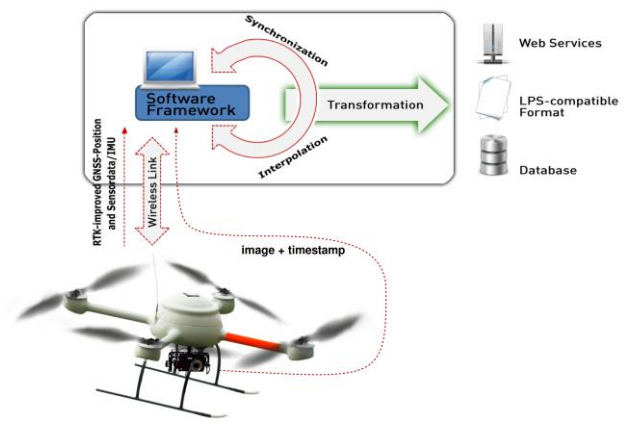 Synchronization
Software
Framework
Transformation
Interpolation
Web Services
LPS-compatible
Format
Database
RTK-improved GNSS-Position
and Sensordata/IMU
Wireless Link
image + timestamp